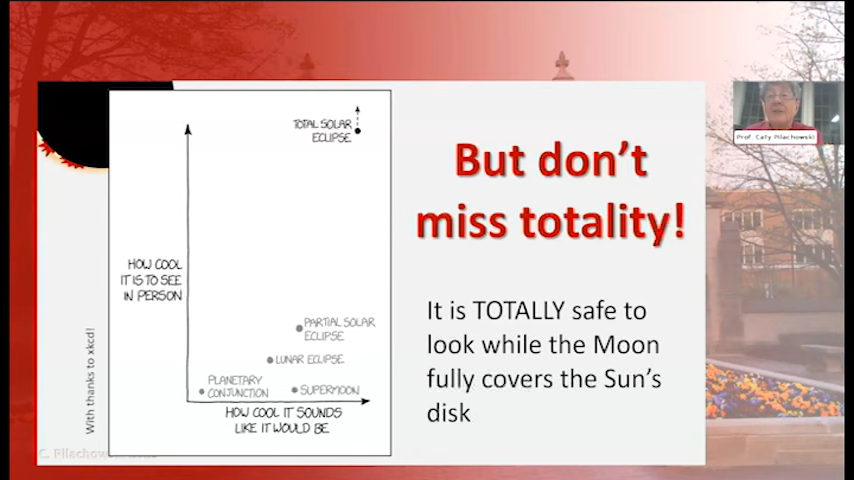 TOTAL SOLAR
ECLIPSE
HOW COOL
IT IS TO SEE
IN PERSON
PARTIAL SOLAR
ECLIPSE
LUNAR ECLIPSE
PLANETARY
CONJUNCTION
SUPERMOON
HOW COOL IT SOUNDS
LIKE IT WOULD BE
With thanks to xkcd!
But don't
miss totality!
It is TOTALLY safe to
look while the Moon
fully covers the Sun's
disk
Prof. Caty Pilachowski
C. Pilachow